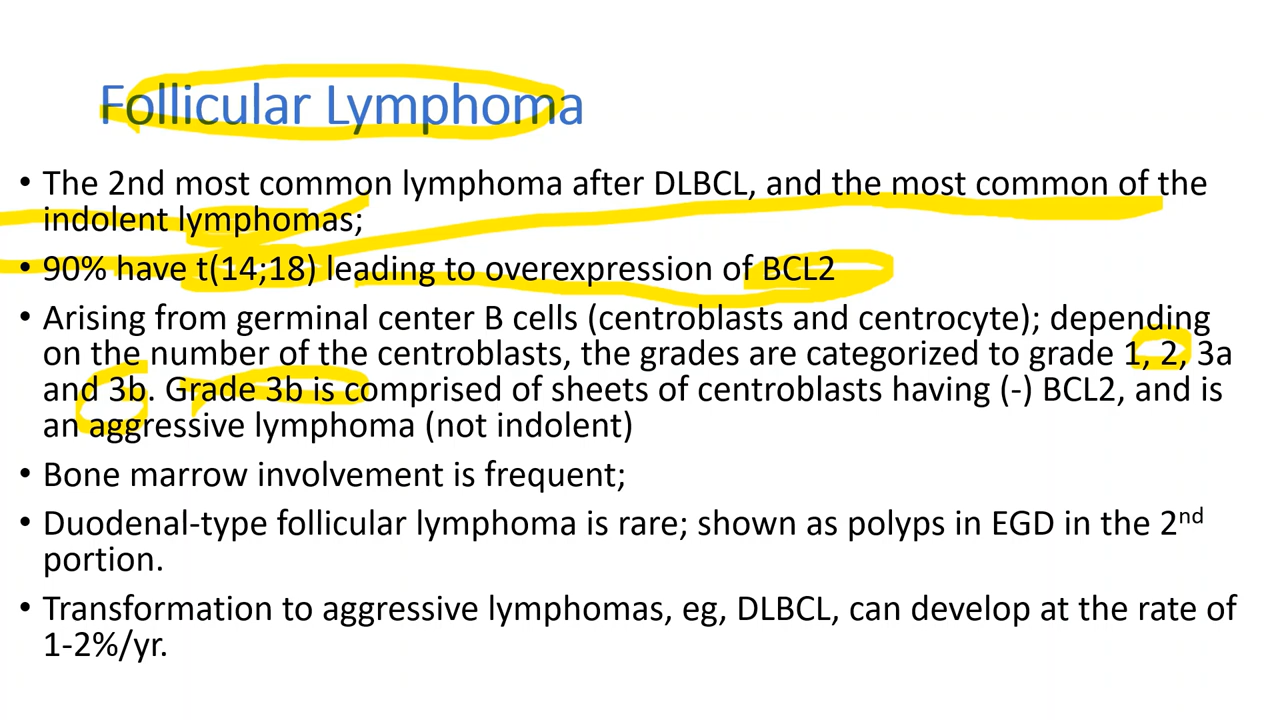 Follicular Lymphoma
• The 2nd most common lymphoma after DLBCL, and the most common of the
indolent lymphomas;
• 90% have t(14;18) leading to overexpression of BCL2
• Arising from germinal center B cells (centroblasts and centrocyte); depending
on the number of the centroblasts, the grades are categorized to grade 1, 2, 3a
and 3b. Grade 3b is comprised of sheets of centroblasts having (-) BCL2, and is
an aggressive lymphoma (not indolent)
• Bone marrow involvement is frequent;
• Duodenal-type follicular lymphoma is rare; shown as polyps in EGD in the 2nd
portion.
• Transformation to aggressive lymphomas, eg, DLBCL, can develop at the rate of
1-2%/yr.